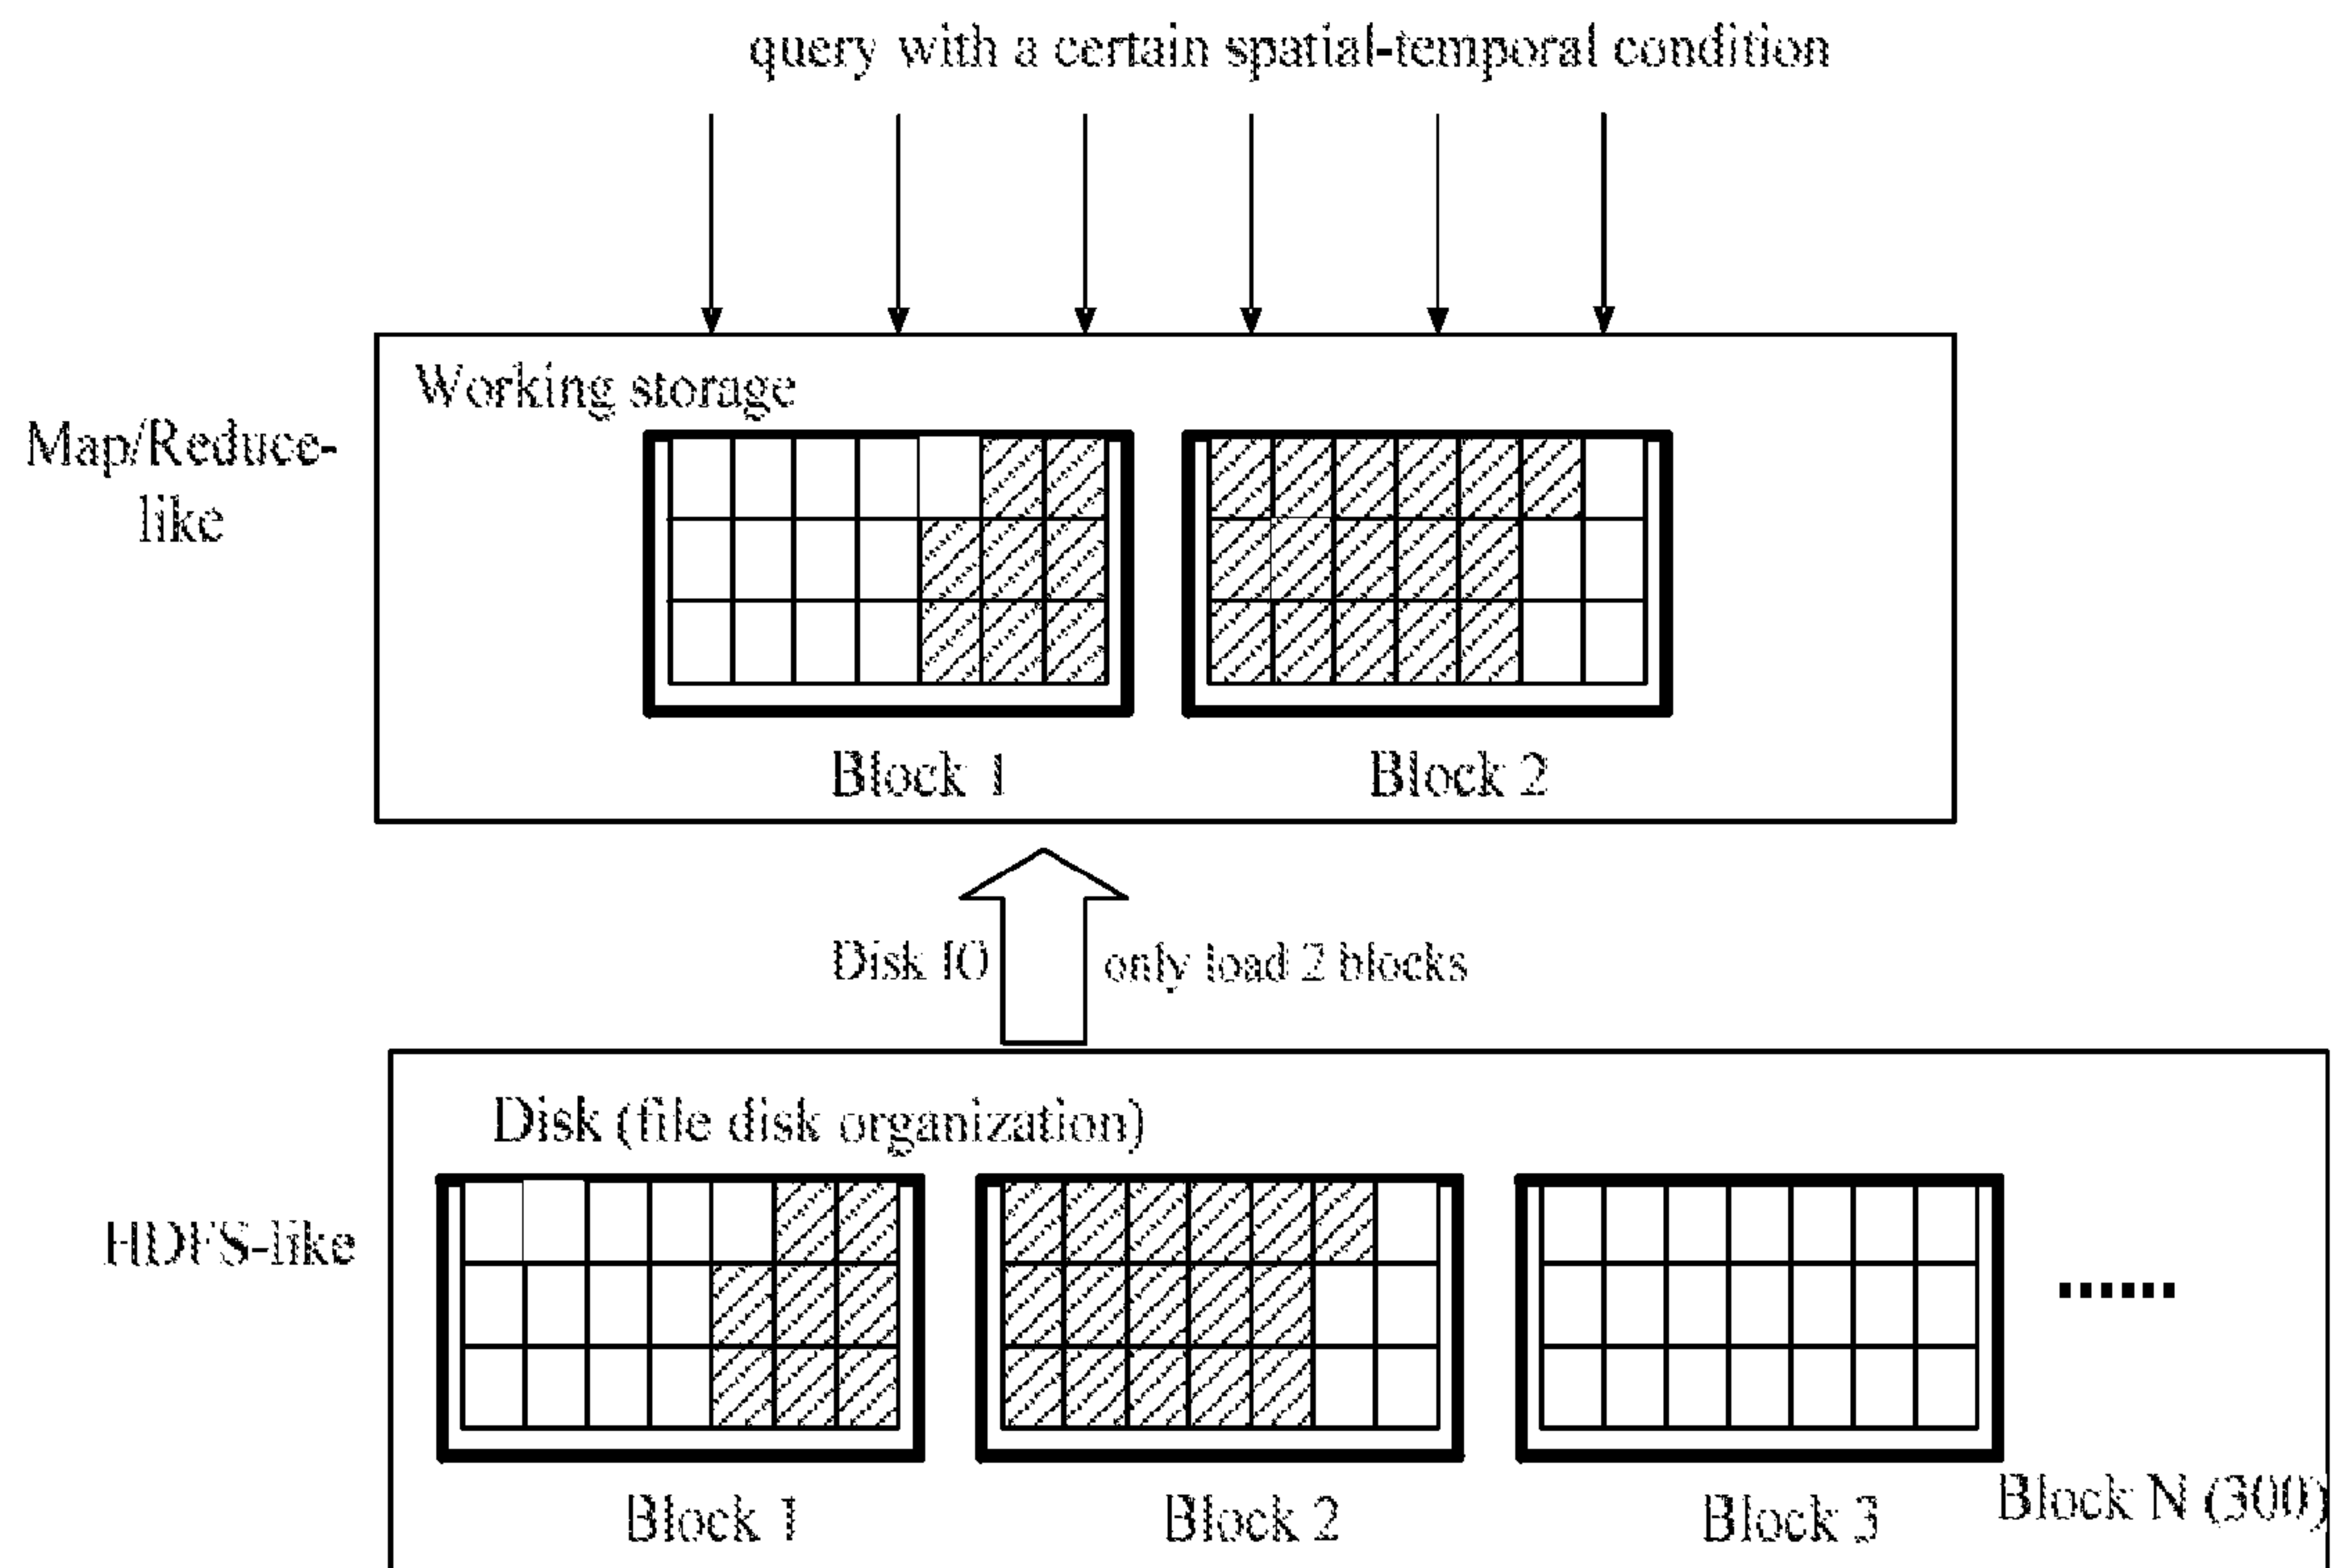 query with a certain spatial-temporal condition
Working storage
Map/Reduce-
like
Block 1
Block 2
Disk IO
only load 2 blocks
Disk (file disk organization)
HDFS-like
Block 1
Block 2
Block 3
Block N (300)